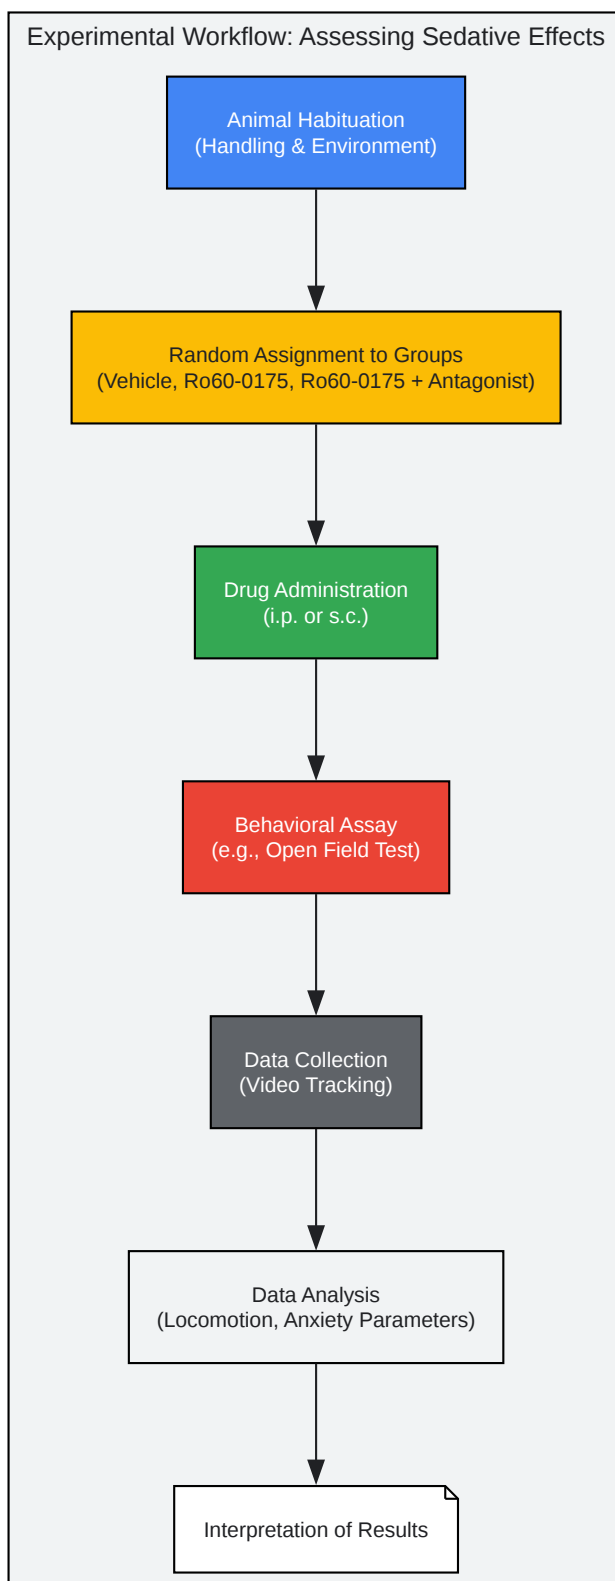 Experimental Workflow: Assessing Sedative Effects
Animal Habituation
(Handling & Environment)
Random Assignment to Groups
(Vehicle, Ro60-0175, Ro60-0175 + Antagonist)
Drug Administration
(i.p. or s.c.)
Behavioral Assay
(e.g., Open Field Test)
Data Collection
(Video Tracking)
Data Analysis
(Locomotion, Anxiety Parameters)
Interpretation of Results